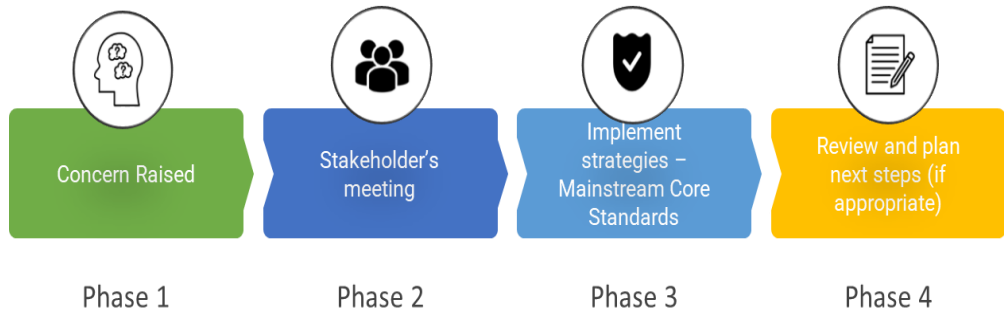 Concern Raised
Stakeholder's
meeting
Implement
strategies –
Mainstream Core
Standards
Review and plan
next steps (if
appropriate)
Phase 1
Phase 2
Phase 3
Phase 4